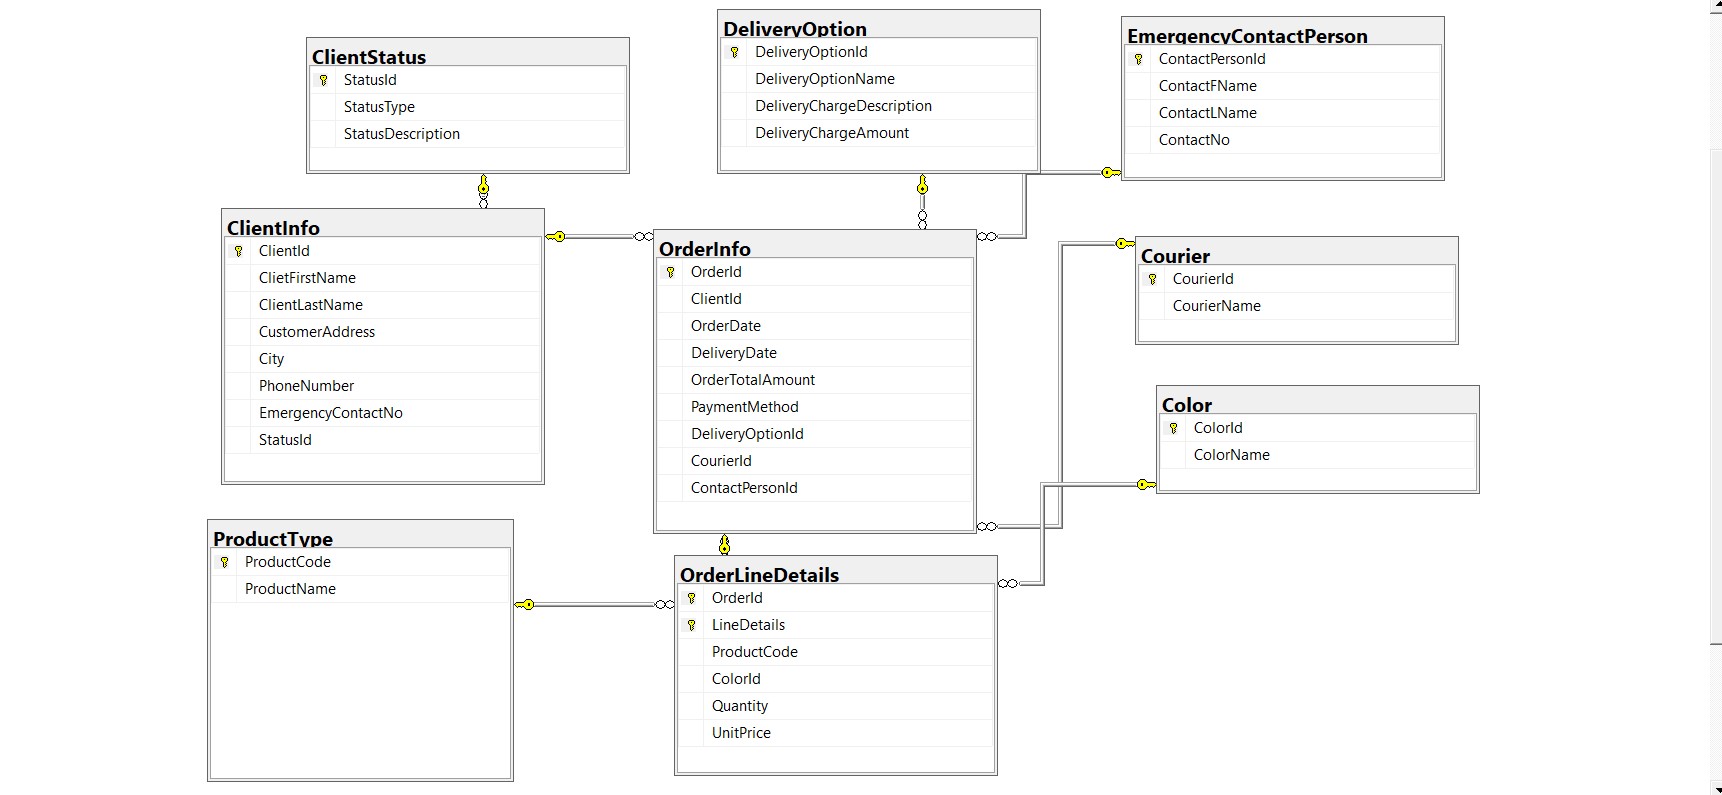 ClientStatus
StatusId
StatusType
StatusDescription
DeliveryOption
DeliveryOptionId
DeliveryOptionName
DeliveryChargeDescription
DeliveryChargeAmount
EmergencyContactPerson
ContactPersonId
ContactFName
ContactLName
ContactNo
ClientInfo
ClientId
ClietFirstName
ClientLastName
CustomerAddress
City
PhoneNumber
EmergencyContactNo
StatusId
OrderInfo
OrderId
ClientId
OrderDate
DeliveryDate
OrderTotalAmount
PaymentMethod
DeliveryOptionId
CourierId
ContactPersonId
Courier
CourierId
CourierName
Color
ColorId
ColorName
ProductType
ProductCode
ProductName
OrderLineDetails
OrderId
LineDetails
ProductCode
ColorId
Quantity
UnitPrice